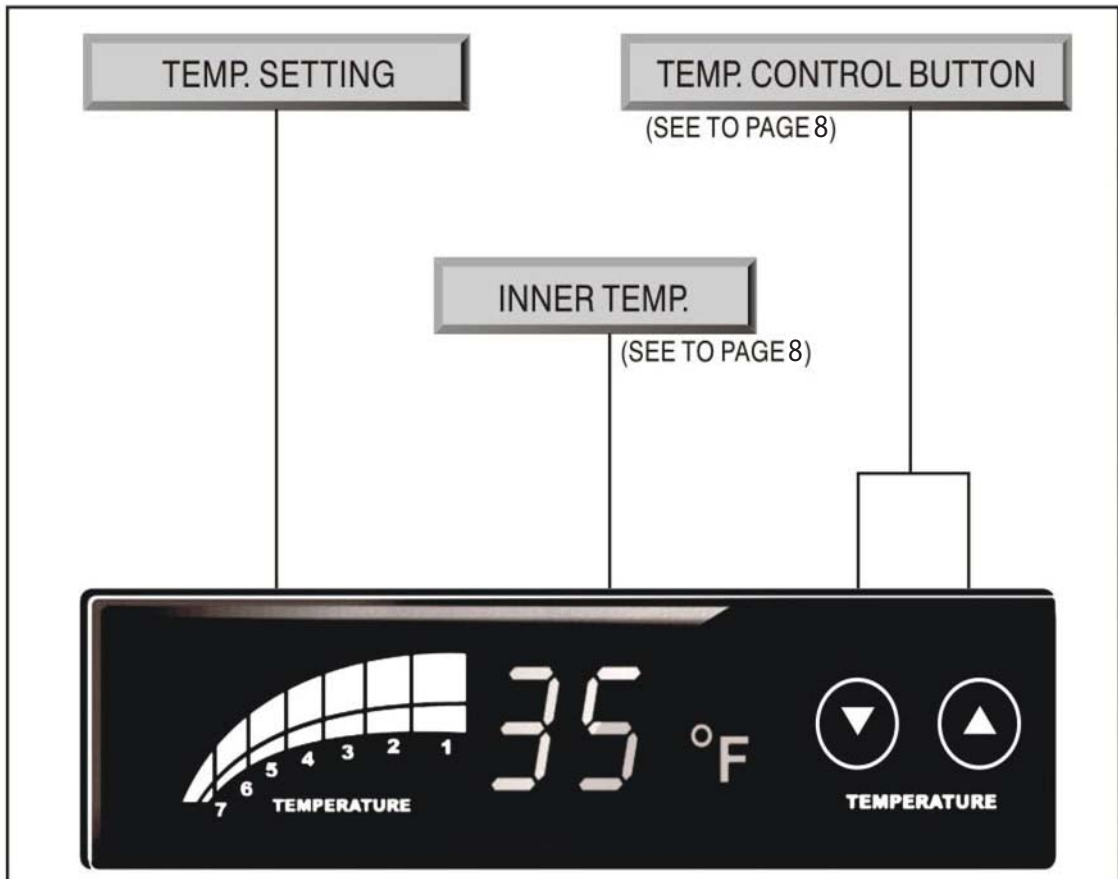 TEMP. SETTING
TEMP. CONTROL BUTTON
(SEE TO PAGE 8)
INNER TEMP.
(SEE TO PAGE 8)
35 °F
7 6 5 4 3 2 1
TEMPERATURE
TEMPERATURE